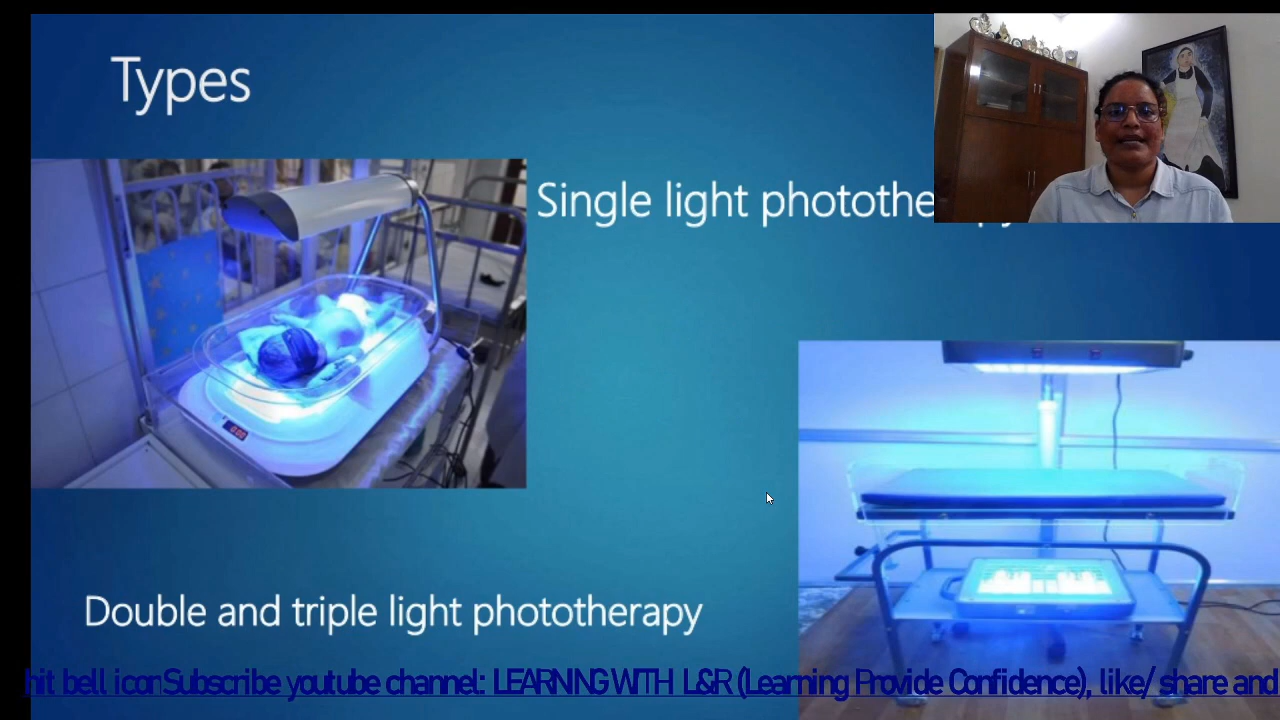 Types
Single light photothe
Double and triple light phototherapy
hit bell iconSubscribe youtube channel: LEARNING WITH L&R (Learning Provide Confidence), like/ share and